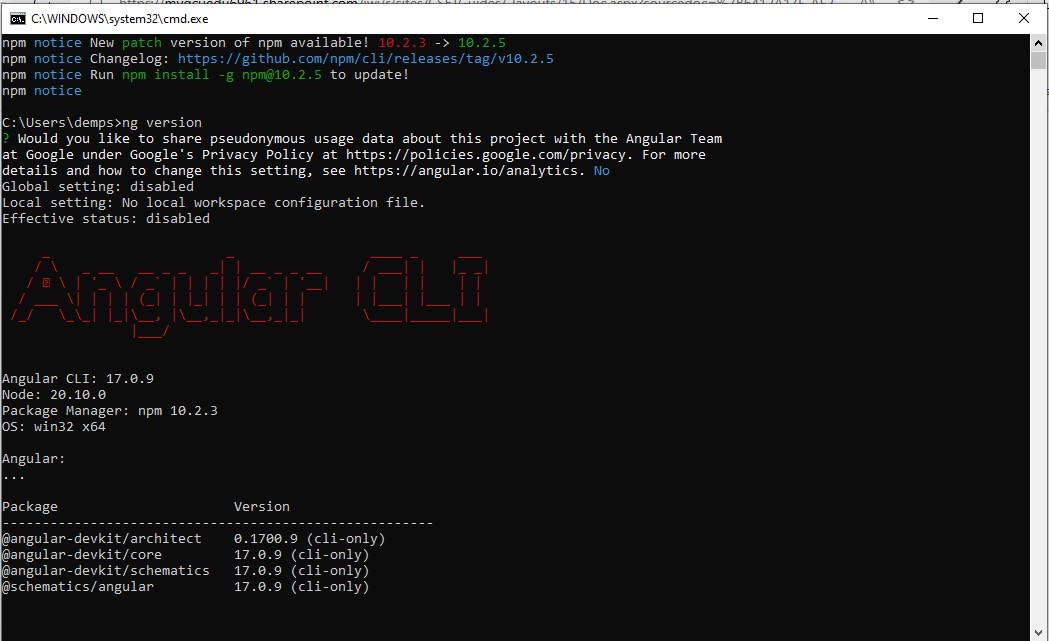 C:\WINDOWS\system32\cmd.exe
npm notice New patch version of npm available! 10.2.3 -> 10.2.5
npm notice Changelog: https://github.com/npm/cli/releases/tag/v10.2.5
npm notice Run npm install -g npm@10.2.5 to update!
npm notice
C:\Users\demps>ng version
? Would you like to share pseudonymous usage data about this project with the Angular Team
at Google under Google's Privacy Policy at https://policies.google.com/privacy. For more
details and how to change this setting, see https://angular.io/analytics. No
Global setting: disabled
Local setting: No local workspace configuration file.
Effective status: disabled
Angular CLI
Angular CLI: 17.0.9
Node: 20.10.0
Package Manager: npm 10.2.3
OS: win32 x64
Angular:
...
Package Version
------------------------------------------------------
@angular-devkit/architect 0.1700.9 (cli-only)
@angular-devkit/core 17.0.9 (cli-only)
@angular-devkit/schematics 17.0.9 (cli-only)
@schematics/angular 17.0.9 (cli-only)